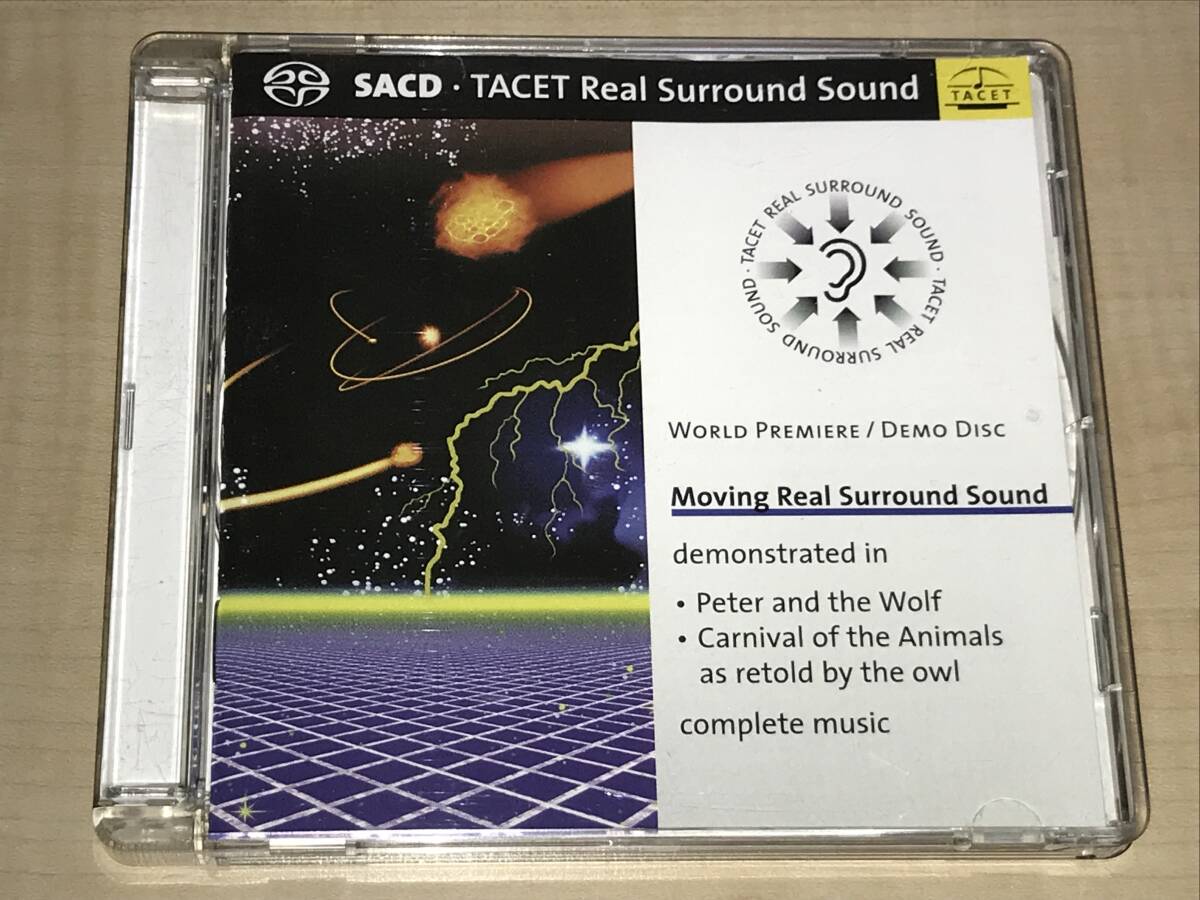 SACD · TACET Real Surround Sound
TACET
TACET REAL SURROUND SOUND · TACET REAL SURROUND SOUND ·
WORLD PREMIERE / DEMO DISC
Moving Real Surround Sound
demonstrated in
• Peter and the Wolf
• Carnival of the Animals
as retold by the owl
complete music